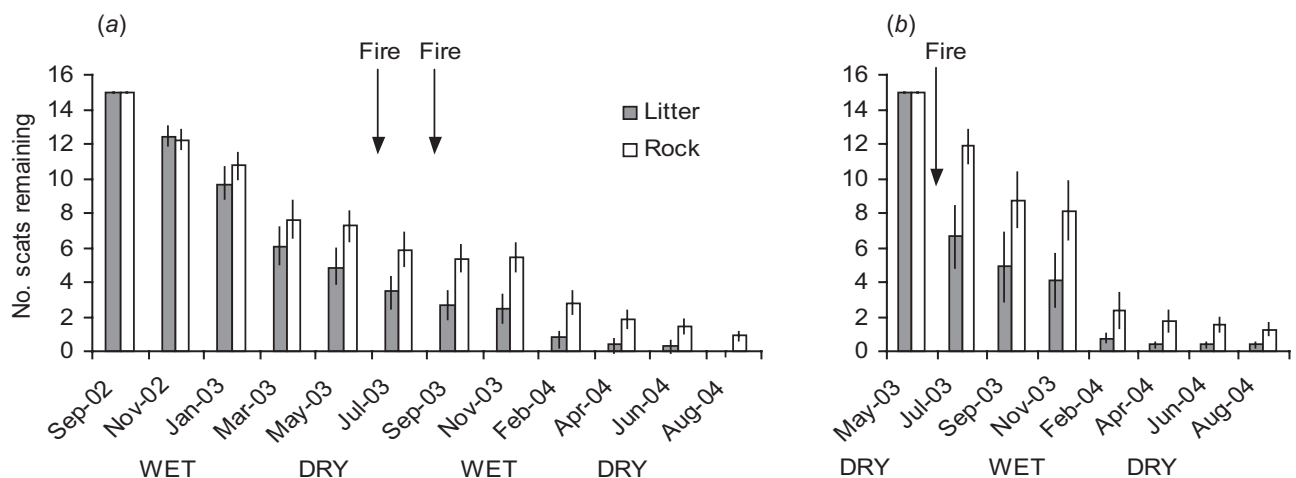 (a)
Fire Fire
No. scats remaining
16
14
12
10
8
6
4
2
0
Litter
Rock
Sep-02 Nov-02 Jan-03 Mar-03 May-03 Jul-03 Sep-03 Nov-03 Feb-04 Apr-04 Jun-04 Aug-04
WET DRY WET DRY
(b)
Fire
16
14
12
10
8
6
4
2
0
May-03 Jul-03 Sep-03 Nov-03 Feb-04 Apr-04 Jun-04 Aug-04
DRY WET DRY